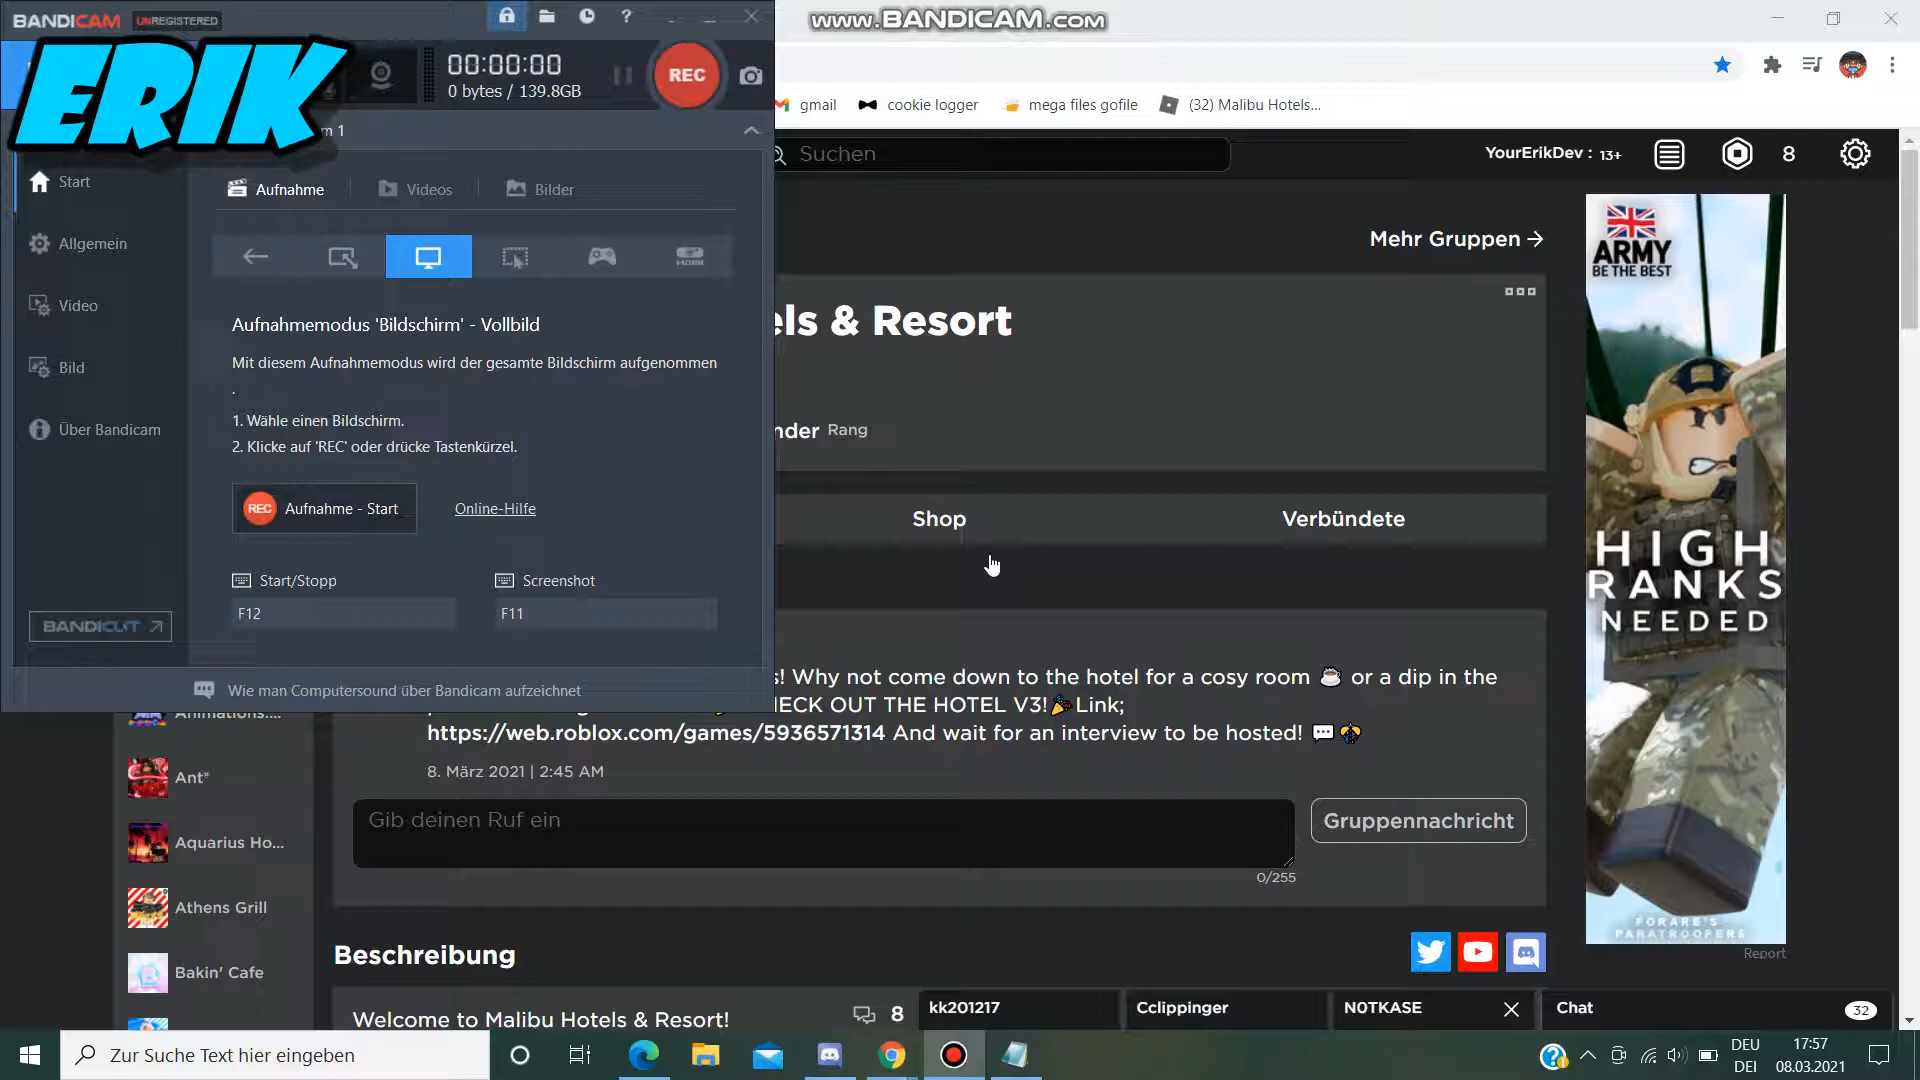 BANDICAM UNREGISTERED
www.BANDICAM.com
ERIK
00:00:00
0 bytes / 139.8GB
REC
m 1
gmail
cookie logger
mega files gofile
(32) Malibu Hotels...
Start
Allgemein
Video
Bild
Über Bandicam
BANDICUT
Aufnahme
Videos
Bilder
Aufnahmemodus 'Bildschirm' - Vollbild
Mit diesem Aufnahmemodus wird der gesamte Bildschirm aufgenommen
.
1. Wähle einen Bildschirm.
2. Klicke auf 'REC' oder drücke Tastenkürzel.
REC Aufnahme - Start
Online-Hilfe
Start/Stopp
Screenshot
F12
F11
Wie man Computersound über Bandicam aufzeichnet
Suchen
YourErikDev : 13+
8
Mehr Gruppen
els & Resort
nder Rang
Shop
Verbündete
s! Why not come down to the hotel for a cosy room ☕ or a dip in the
HECK OUT THE HOTEL V3!🎉Link;
https://web.roblox.com/games/5936571314 And wait for an interview to be hosted! 💬🐝
8. März 2021 | 2:45 AM
Gib deinen Ruf ein
Gruppennachricht
0/255
Animations....
Ant*
Aquarius Ho...
Athens Grill
Bakin' Cafe
Beschreibung
Welcome to Malibu Hotels & Resort!
8
kk201217
Cclippinger
N0TKASE
Chat
32
ARMY
BE THE BEST
HIGH
RANKS
NEEDED
FORARE'S
PARATROOPERS
Report
Zur Suche Text hier eingeben
DEU
DEI
17:57
08.03.2021